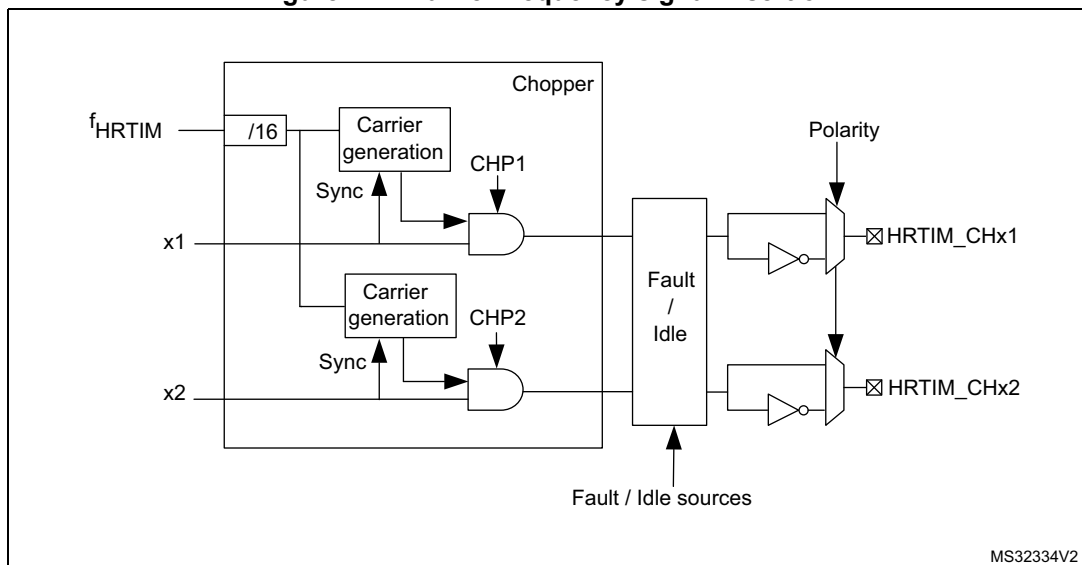 Chopper
fHRTIM
/16
Carrier
generation
CHP1
Sync
x1
Carrier
generation
CHP2
Sync
x2
Fault
/
Idle
Polarity
HRTIM_CHx1
HRTIM_CHx2
Fault / Idle sources
MS32334V2